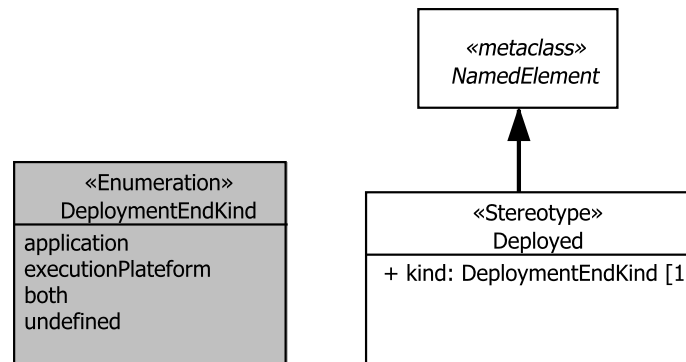 «metaclass»
NamedElement
«Enumeration»
DeploymentEndKind
application
executionPlateform
both
undefined
«Stereotype»
Deployed
+ kind: DeploymentEndKind [1